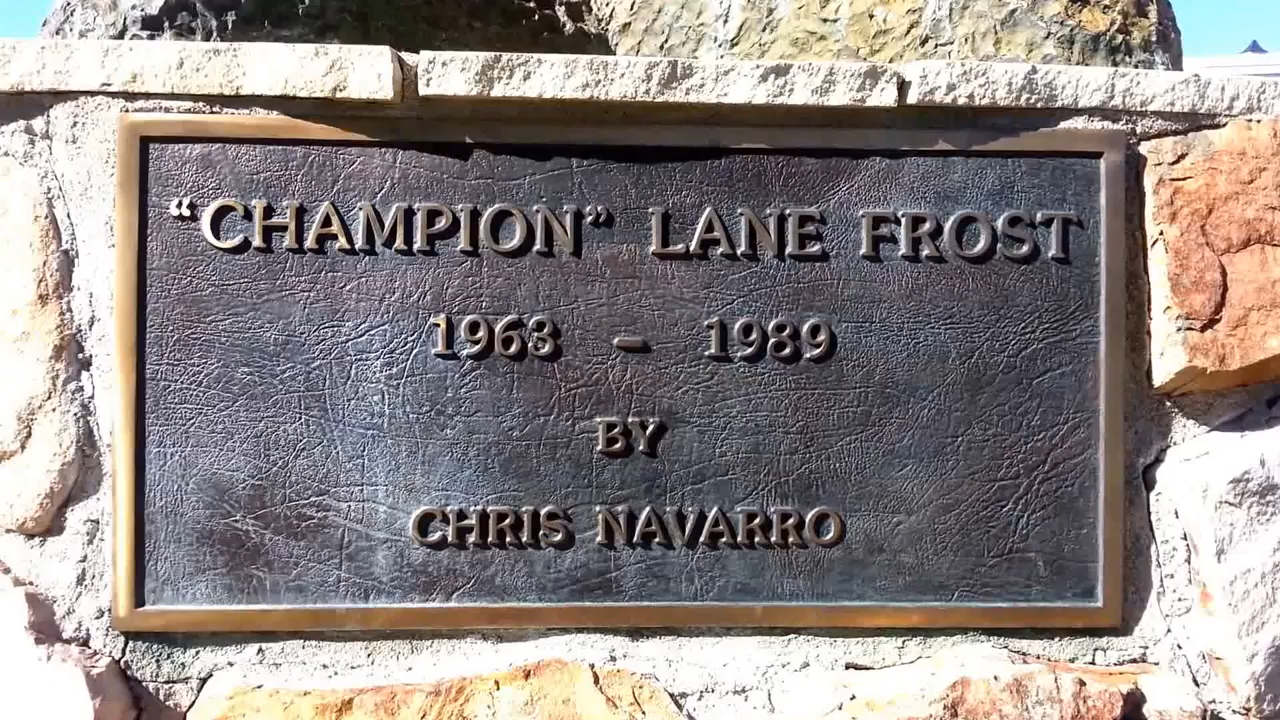 “CHAMPION” LANE FROST
1963 – 1989
BY
CHRIS NAVARRO